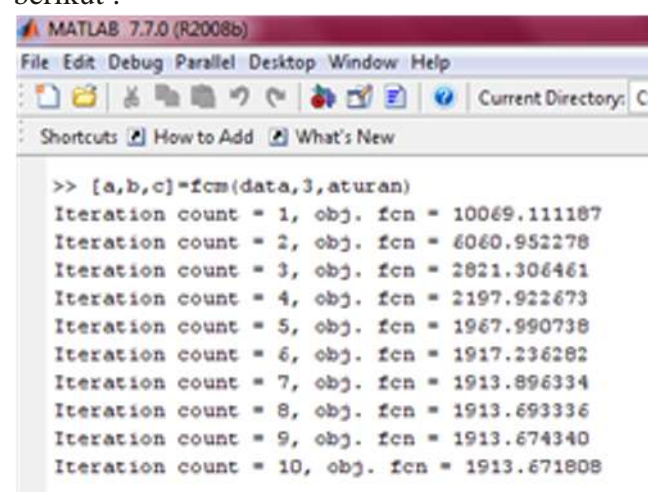 berikut :
MATLAB 7.7.0 (R2008b)
File Edit Debug Parallel Desktop Window Help
Current Directory: C
Shortcuts How to Add What's New
>> [a,b,c]=fcm(data,3,aturan)
Iteration count = 1, obj. fcn = 10069.111187
Iteration count = 2, obj. fcn = 6060.952278
Iteration count = 3, obj. fcn = 2821.306461
Iteration count = 4, obj. fcn = 2197.922673
Iteration count = 5, obj. fcn = 1967.990738
Iteration count = 6, obj. fcn = 1917.236282
Iteration count = 7, obj. fcn = 1913.896334
Iteration count = 8, obj. fcn = 1913.693336
Iteration count = 9, obj. fcn = 1913.674340
Iteration count = 10, obj. fcn = 1913.671808